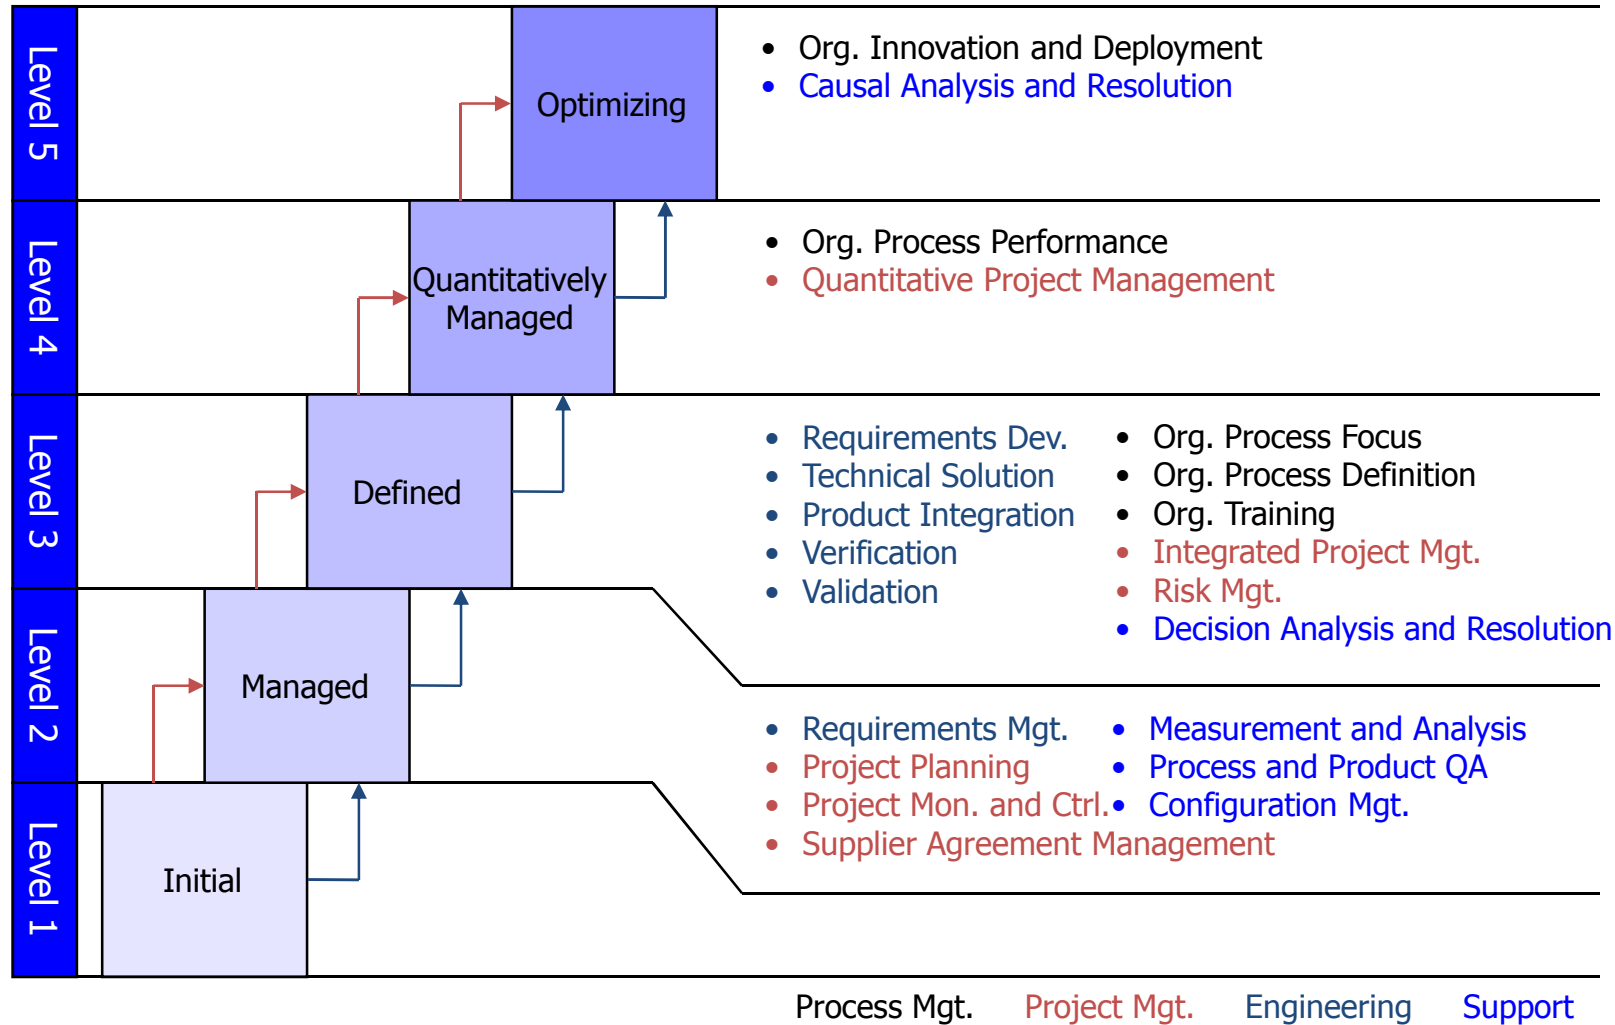 Level 5
Optimizing
• Org. Innovation and Deployment
• Causal Analysis and Resolution
Level 4
Quantitatively
Managed
• Org. Process Performance
• Quantitative Project Management
Level 3
Defined
• Requirements Dev.
• Technical Solution
• Product Integration
• Verification
• Validation
• Org. Process Focus
• Org. Process Definition
• Org. Training
• Integrated Project Mgt.
• Risk Mgt.
• Decision Analysis and Resolution
Level 2
Managed
• Requirements Mgt.
• Project Planning
• Project Mon. and Ctrl.
• Supplier Agreement Management
• Measurement and Analysis
• Process and Product QA
• Configuration Mgt.
Level 1
Initial
Process Mgt. Project Mgt. Engineering Support